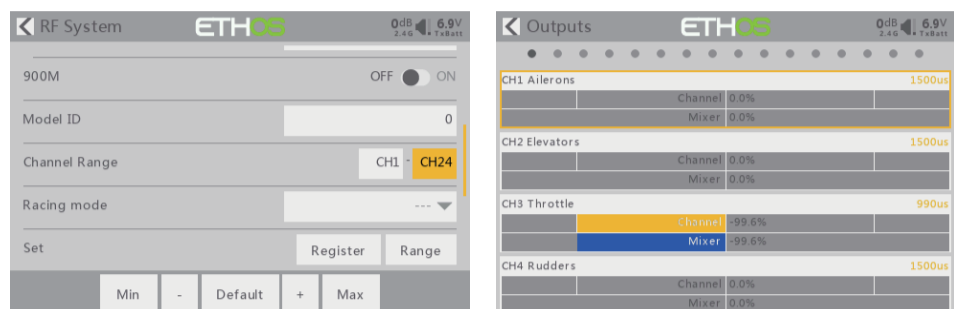 RF System
ETHOS
0dB
2.4G
6.9V
TxBatt
900M
OFF
ON
Model ID
0
Channel Range
CH1 - CH24
Racing mode
---
Set
Register
Range
Min
-
Default
+
Max
Outputs
ETHOS
0dB
2.4G
6.9V
TxBatt
CH1 Ailerons
1500us
Channel 0.0%
Mixer 0.0%
CH2 Elevators
1500us
Channel 0.0%
Mixer 0.0%
CH3 Throttle
990us
Channel -99.6%
Mixer -99.6%
CH4 Rudders
1500us
Channel 0.0%
Mixer 0.0%